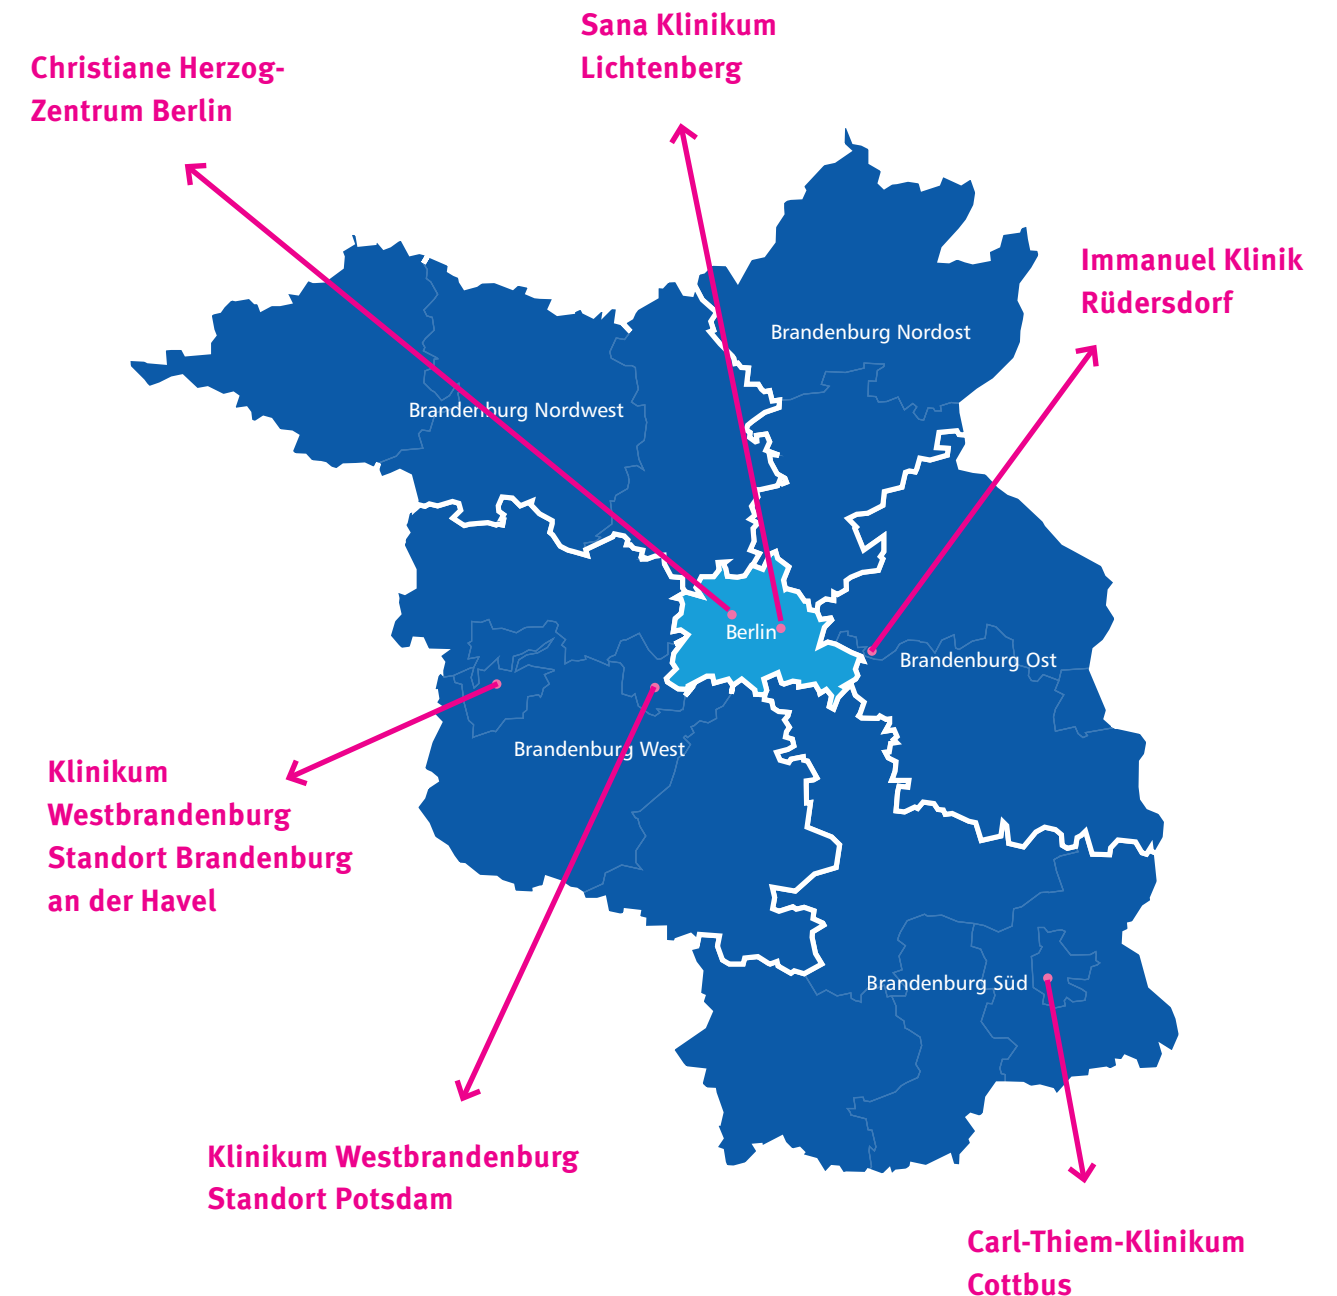 Sana Klinikum
Lichtenberg
Christiane Herzog-
Zentrum Berlin
Immanuel Klinik
Rüdersdorf
Brandenburg Nordost
Brandenburg Nordwest
Berlin
Brandenburg Ost
Brandenburg West
Klinikum
Westbrandenburg
Standort Brandenburg
an der Havel
Brandenburg Süd
Klinikum Westbrandenburg
Standort Potsdam
Carl-Thiem-Klinikum
Cottbus